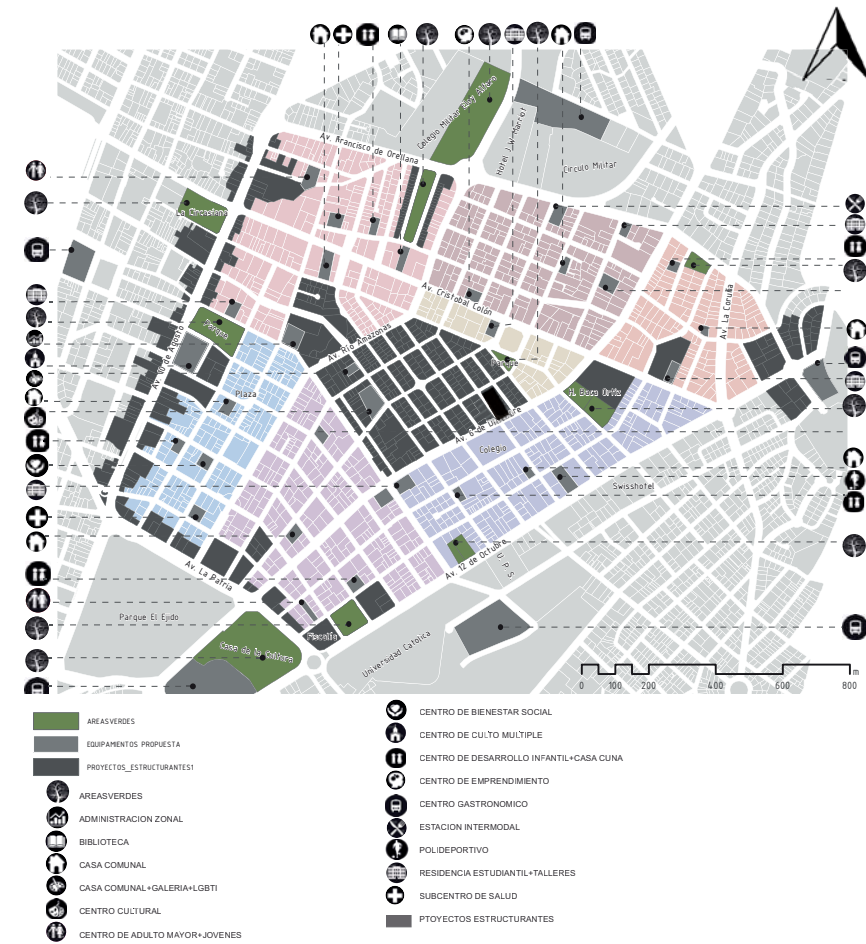 Colegio Militar Eloy Alfaro
Av. Francisco de Orellana
Hotel J.W. Marriot
Circulo Militar
La Circasiana
Av. Cristobal Colón
Av. La Coruña
Parque
Av. 10 de Agosto
Av. Río Amazonas
Parque
Plaza
H. Baca Ortiz
Av. 6 de Diciembre
Colegio
Swisshotel
Av. 12 de Octubre
U P S
Av. La Patria
Parque El Ejido
Fiscalía
Casa de la Cultura
Universidad Católica
0 100 200 400 600 800 m
AREASVERDES
EQUIPAMIENTOS PROPUESTA
PROYECTOS_ESTRUCTURANTES1
AREASVERDES
ADMINISTRACION ZONAL
BIBLIOTECA
CASA COMUNAL
CASA COMUNAL+GALERIA+LGBTI
CENTRO CULTURAL
CENTRO DE ADULTO MAYOR+JOVENES
CENTRO DE BIENESTAR SOCIAL
CENTRO DE CULTO MULTIPLE
CENTRO DE DESARROLLO INFANTIL+CASA CUNA
CENTRO DE EMPRENDIMIENTO
CENTRO GASTRONOMICO
ESTACION INTERMODAL
POLIDEPORTIVO
RESIDENCIA ESTUDIANTIL+TALLERES
SUBCENTRO DE SALUD
PTOYECTOS ESTRUCTURANTES